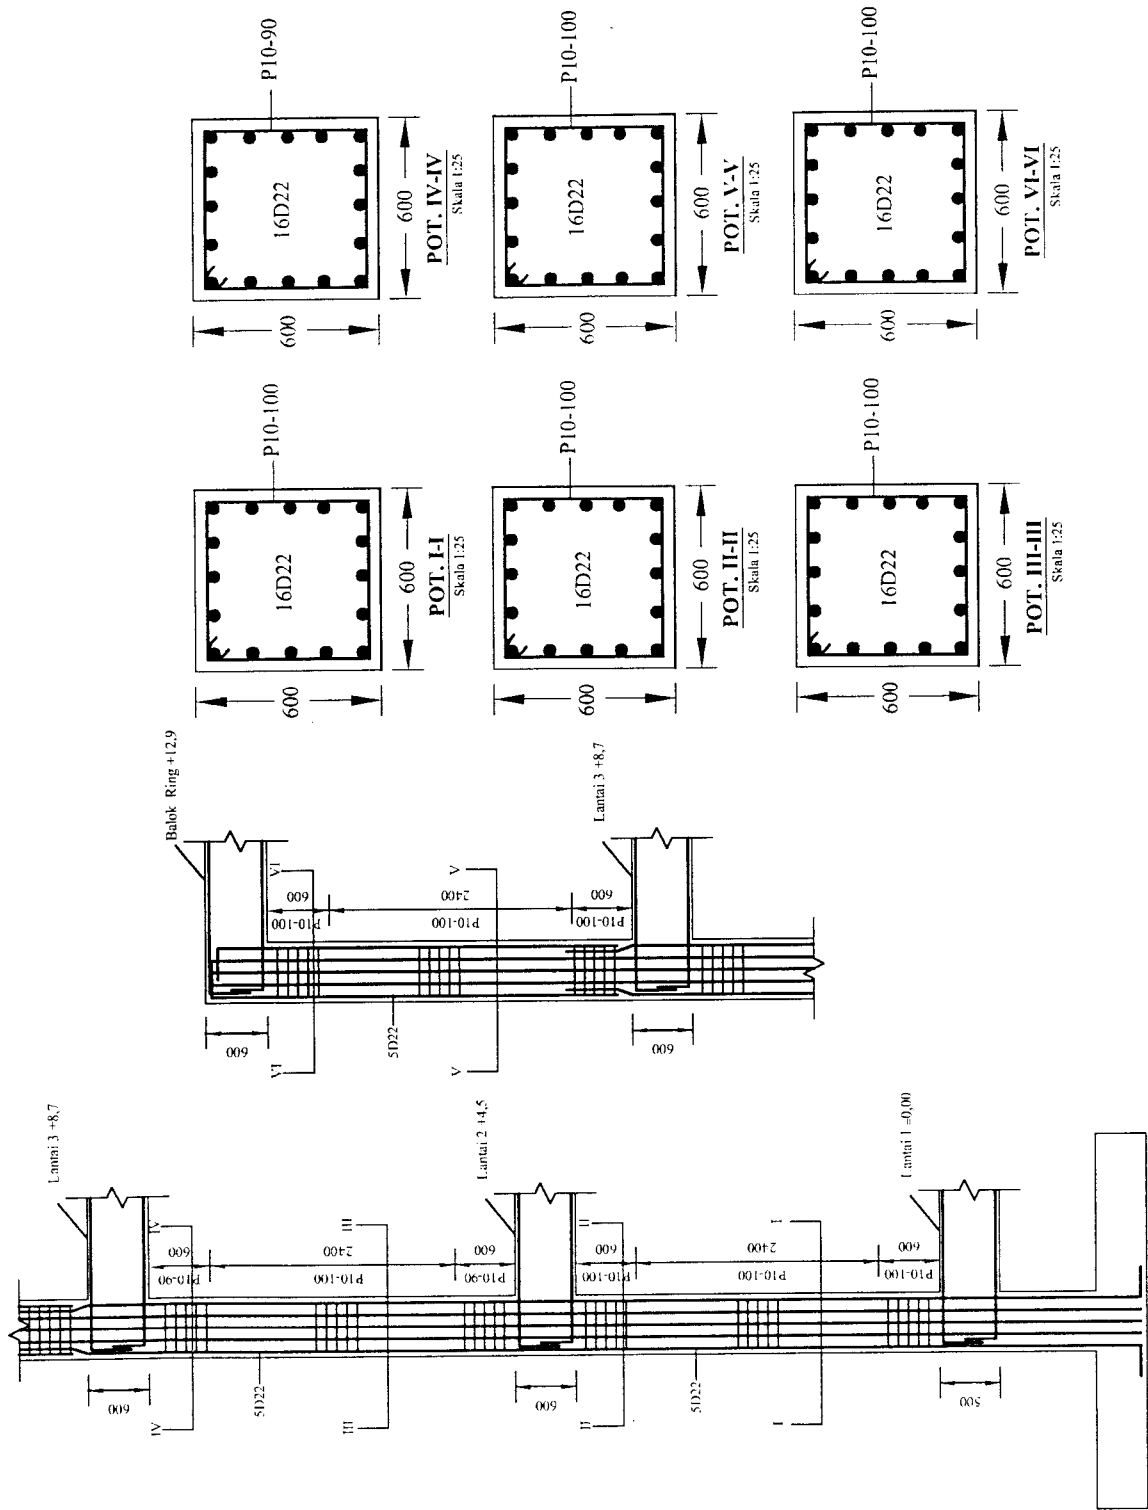 P10-100
16D22
600
600
POT. I-I
Skala 1:25
P10-90
16D22
600
600
POT. IV-IV
Skala 1:25
P10-100
16D22
600
600
POT. II-II
Skala 1:25
P10-100
16D22
600
600
POT. V-V
Skala 1:25
P10-100
16D22
600
600
POT. III-III
Skala 1:25
P10-100
16D22
600
600
POT. VI-VI
Skala 1:25
Balok Ring +12,9
VI
VI
600
P10-100
2400
P10-100
V
V
600
P10-100
600
5D22
Lantai 3 +8,7
600
Lantai 3 +8,7
600
IV
IV
600
P10-90
5D22
2400
P10-100
III
III
600
P10-90
Lantai 2 +4,5
600
II
II
600
P10-100
5D22
2400
P10-100
I
I
600
P10-100
Lantai 1 =0,00
500